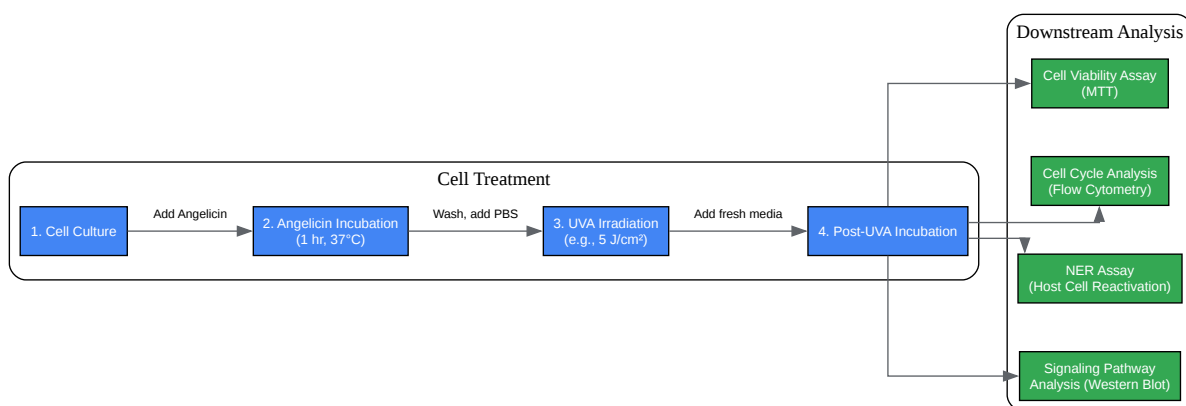 Cell Treatment
1. Cell Culture
Add Angelicin
2. Angelicin Incubation
(1 hr, 37°C)
Wash, add PBS
3. UVA Irradiation
(e.g., 5 J/cm²)
Add fresh media
4. Post-UVA Incubation
Downstream Analysis
Cell Viability Assay
(MTT)
Cell Cycle Analysis
(Flow Cytometry)
NER Assay
(Host Cell Reactivation)
Signaling Pathway
Analysis (Western Blot)